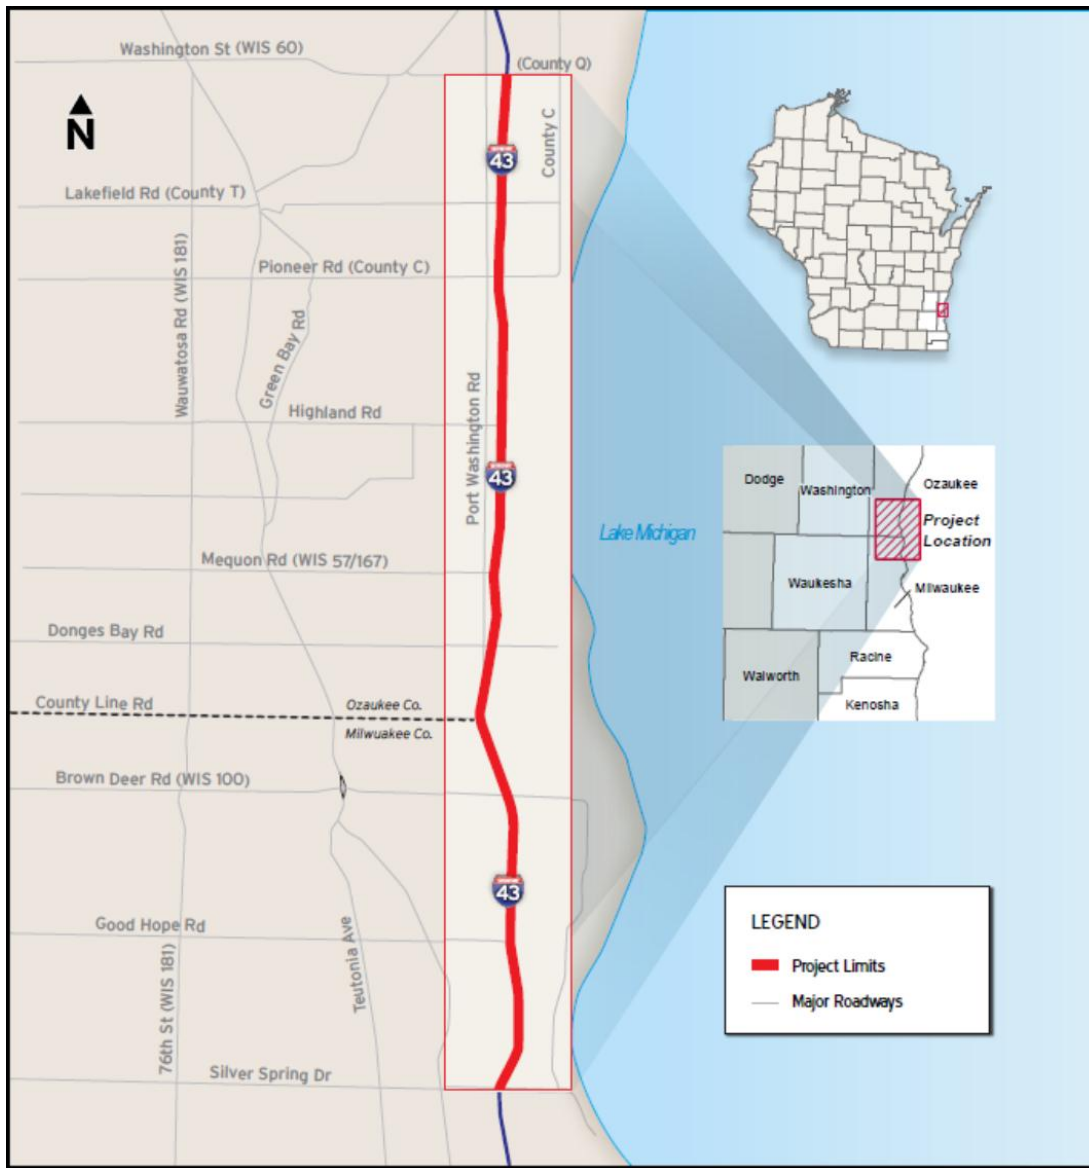 Washington St (WIS 60)
(County Q)
N
43
County C
Lakefield Rd (County T)
Wauwatosa Rd (WIS 181)
Pioneer Rd (County C)
Green Bay Rd
Port Washington Rd
Highland Rd
43
Mequon Rd (WIS 57/167)
Donges Bay Rd
County Line Rd
Ozaukee Co.
Milwuakee Co.
Brown Deer Rd (WIS 100)
43
Good Hope Rd
76th St (WIS 181)
Teutonia Ave
Silver Spring Dr
Lake Michigan
Dodge
Washington
Ozaukee
Project
Location
Waukesha
Milwaukee
Walworth
Racine
Kenosha
LEGEND
Project Limits
Major Roadways